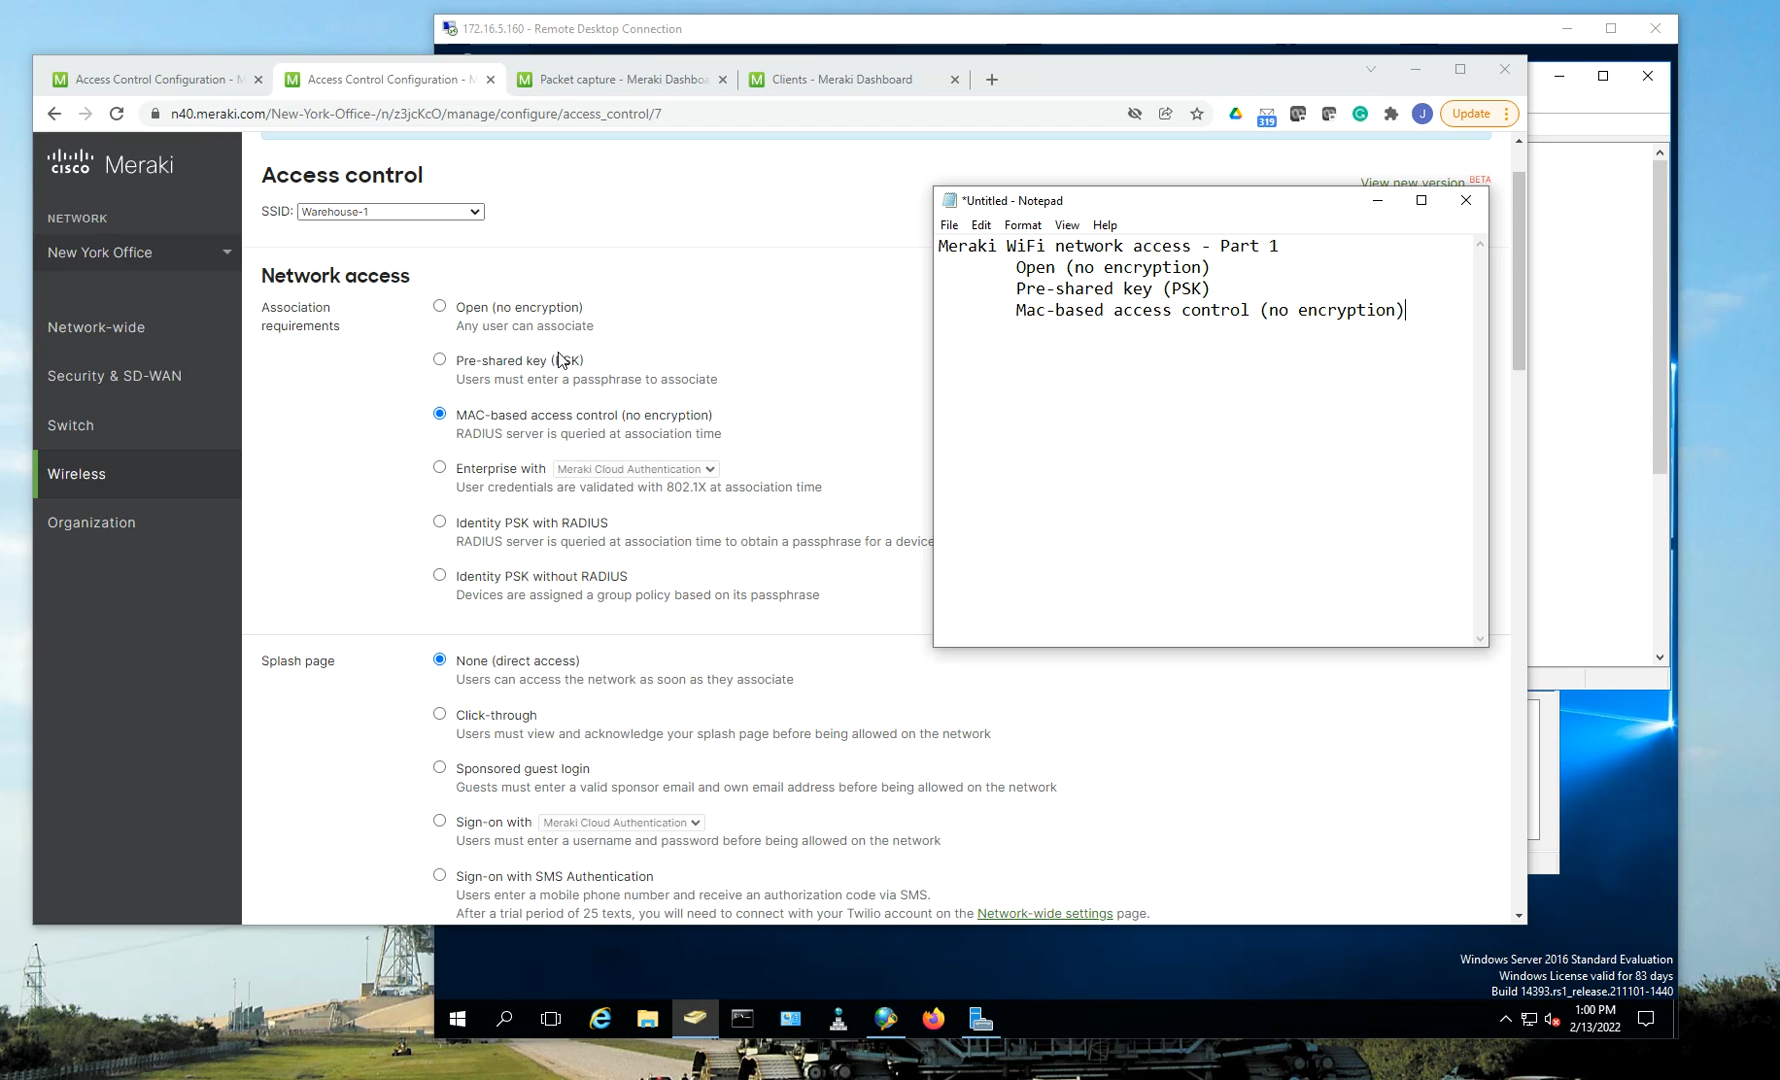 172.16.5.160 - Remote Desktop Connection
Access Control Configuration - M
Access Control Configuration - M
Packet capture - Meraki Dashboa
Clients - Meraki Dashboard
n40.meraki.com/New-York-Office-/n/z3jcKcO/manage/configure/access_control/7
319
J
Update
cisco Meraki
NETWORK
New York Office
Network-wide
Security & SD-WAN
Switch
Wireless
Organization
Access control
View new version BETA
SSID: Warehouse-1
Network access
Association requirements
Open (no encryption)
Any user can associate
Pre-shared key (PSK)
Users must enter a passphrase to associate
MAC-based access control (no encryption)
RADIUS server is queried at association time
Enterprise with Meraki Cloud Authentication
User credentials are validated with 802.1X at association time
Identity PSK with RADIUS
RADIUS server is queried at association time to obtain a passphrase for a device
Identity PSK without RADIUS
Devices are assigned a group policy based on its passphrase
Splash page
None (direct access)
Users can access the network as soon as they associate
Click-through
Users must view and acknowledge your splash page before being allowed on the network
Sponsored guest login
Guests must enter a valid sponsor email and own email address before being allowed on the network
Sign-on with Meraki Cloud Authentication
Users must enter a username and password before being allowed on the network
Sign-on with SMS Authentication
Users enter a mobile phone number and receive an authorization code via SMS.
After a trial period of 25 texts, you will need to connect with your Twilio account on the Network-wide settings page.
*Untitled - Notepad
File Edit Format View Help
Meraki WiFi network access - Part 1
Open (no encryption)
Pre-shared key (PSK)
Mac-based access control (no encryption)
Windows Server 2016 Standard Evaluation
Windows License valid for 83 days
Build 14393.rs1_release.211101-1440
1:00 PM
2/13/2022